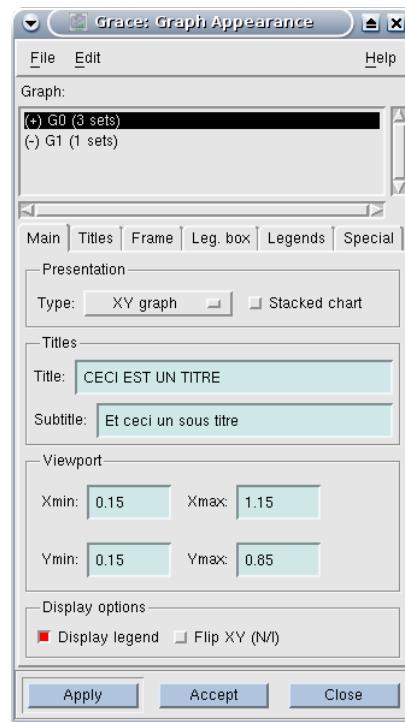 Grace: Graph Appearance
File Edit Help
Graph:
(+) G0 (3 sets)
(-) G1 (1 sets)
Main Titles Frame Leg. box Legends Special
Presentation
Type: XY graph Stacked chart
Titles
Title: CECI EST UN TITRE
Subtitle: Et ceci un sous titre
Viewport
Xmin: 0.15 Xmax: 1.15
Ymin: 0.15 Ymax: 0.85
Display options
Display legend Flip XY (N/I)
Apply Accept Close